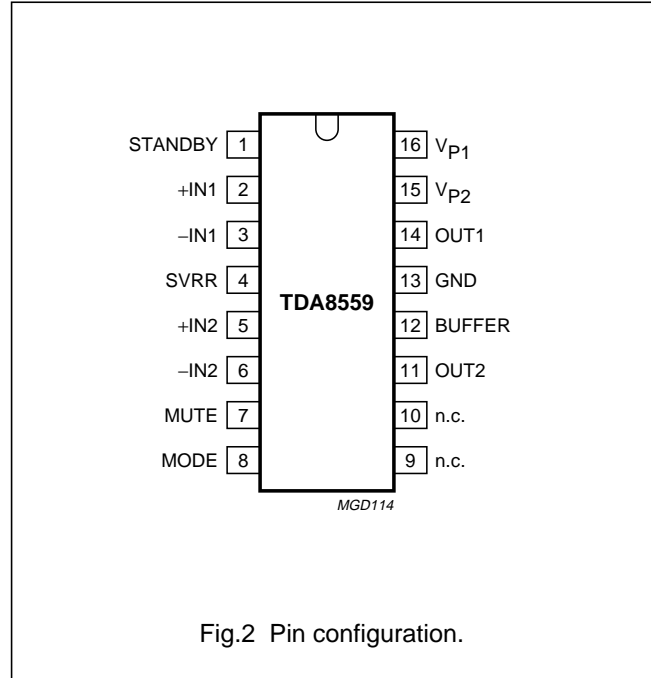 STANDBY 1 16 VP1
+IN1 2 15 VP2
−IN1 3 14 OUT1
SVRR 4 13 GND
TDA8559
+IN2 5 12 BUFFER
−IN2 6 11 OUT2
MUTE 7 10 n.c.
MODE 8 9 n.c.
MGD114
Fig.2 Pin configuration.